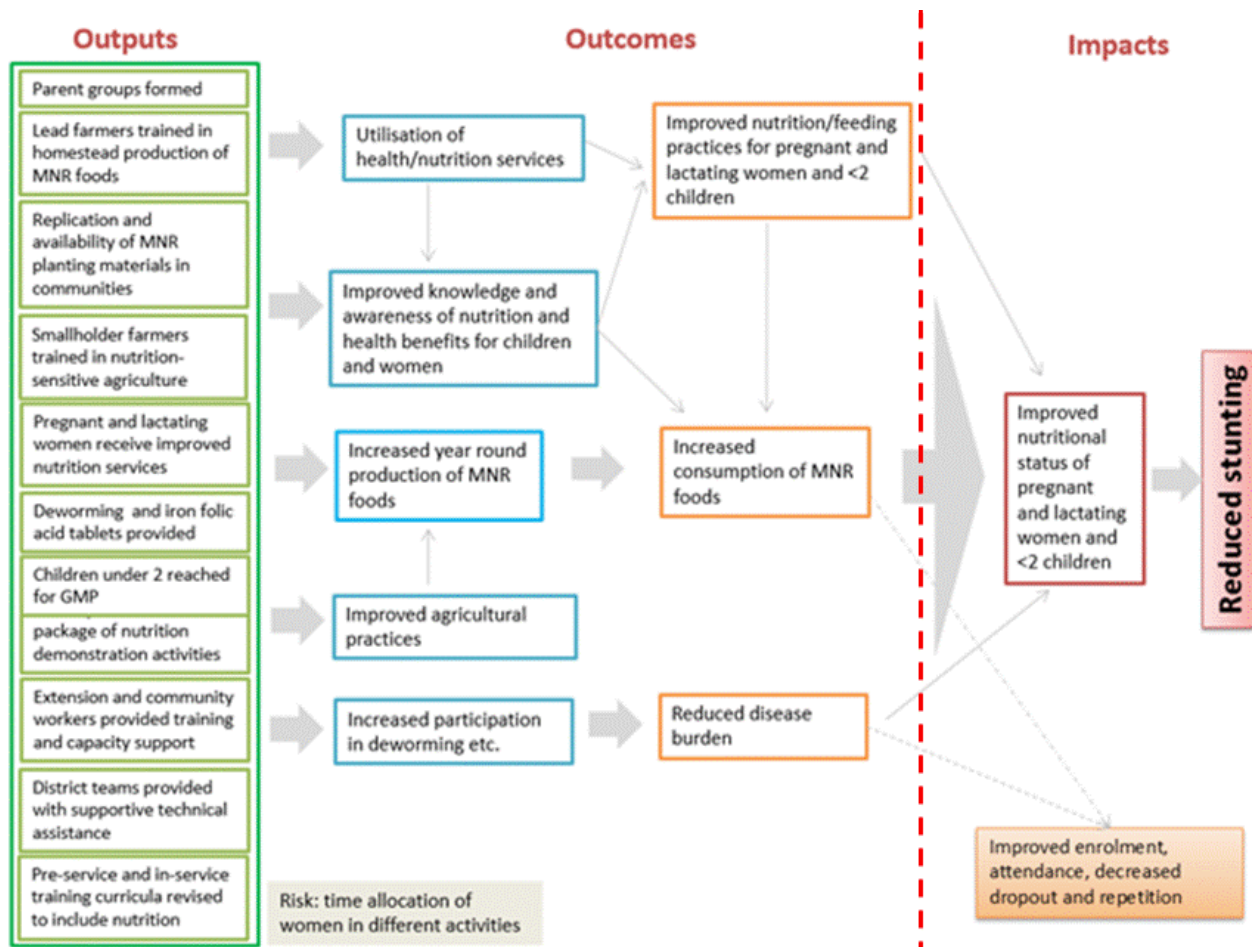 Outputs
Outcomes
Impacts
Parent groups formed
Lead farmers trained in
homestead production of
MNR foods
Replication and
availability of MNR
planting materials in
communities
Smallholder farmers
trained in nutrition-
sensitive agriculture
Pregnant and lactating
women receive improved
nutrition services
Deworming and iron folic
acid tablets provided
Children under 2 reached
for GMP
package of nutrition
demonstration activities
Extension and community
workers provided training
and capacity support
District teams provided
with supportive technical
assistance
Pre-service and in-service
training curricula revised
to include nutrition
Utilisation of
health/nutrition services
Improved knowledge and
awareness of nutrition and
health benefits for children
and women
Increased year round
production of MNR
foods
Improved agricultural
practices
Increased participation
in deworming etc.
Risk: time allocation of
women in different activities
Improved nutrition/feeding
practices for pregnant and
lactating women and <2
children
Increased
consumption of MNR
foods
Reduced disease
burden
Improved
nutritional
status of
pregnant
and lactating
women and
<2 children
Reduced stunting
Improved enrolment,
attendance, decreased
dropout and repetition